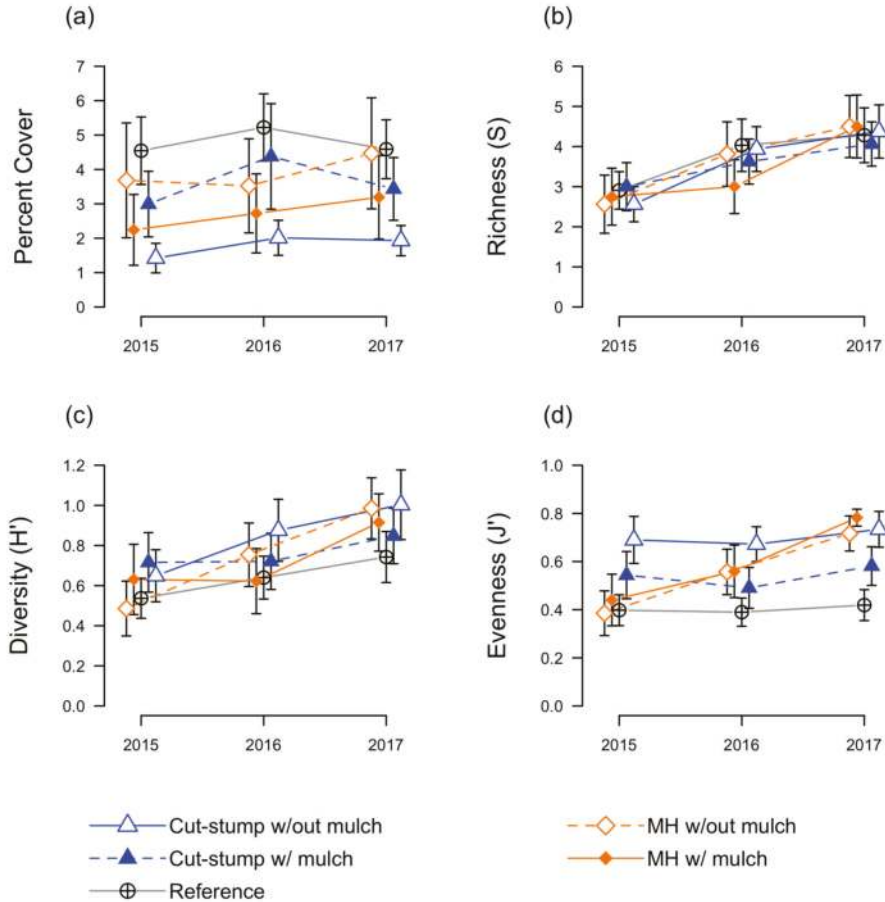 (a)
Percent Cover
7
6
5
4
3
2
1
0
2015 2016 2017
(b)
Richness (S)
6
5
4
3
2
1
0
2015 2016 2017
(c)
Diversity (H')
1.2
1.0
0.8
0.6
0.4
0.2
0.0
2015 2016 2017
(d)
Evenness (J')
1.0
0.8
0.6
0.4
0.2
0.0
2015 2016 2017
Cut-stump w/out mulch
Cut-stump w/ mulch
Reference
MH w/out mulch
MH w/ mulch